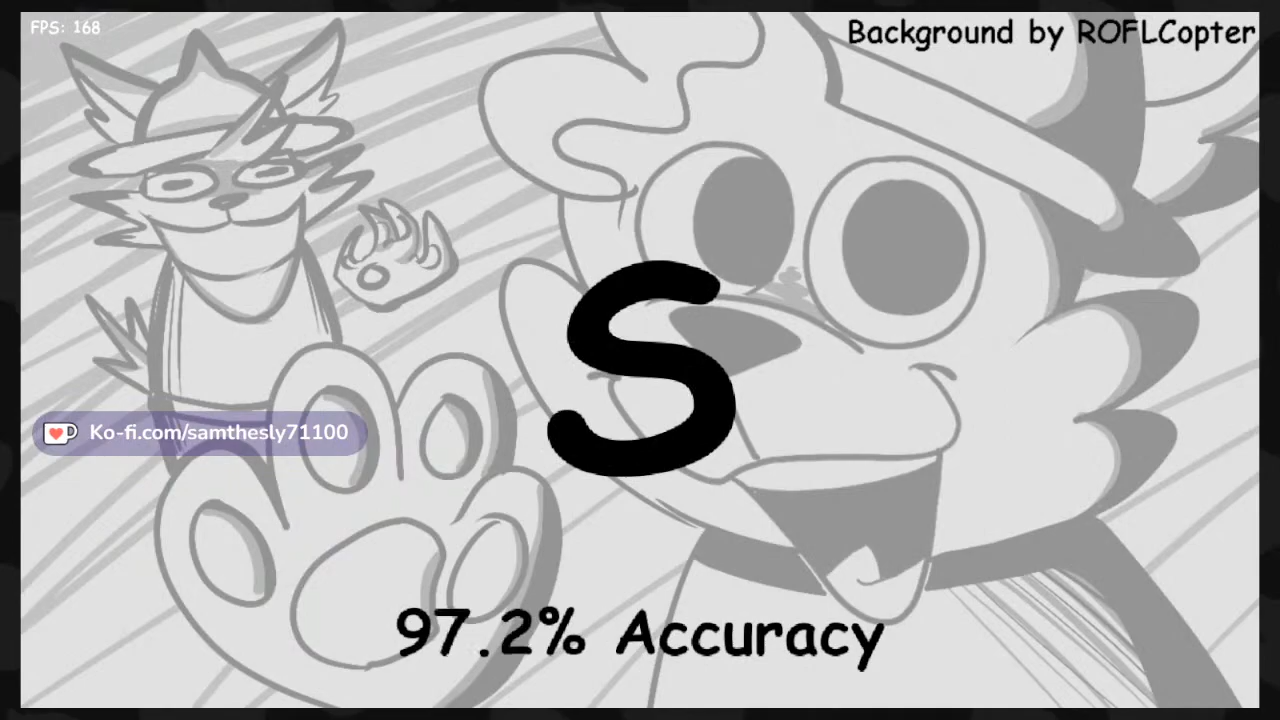 FPS: 168
Background by ROFLCopter
S
Ko-fi.com/samthesly71100
97.2% Accuracy